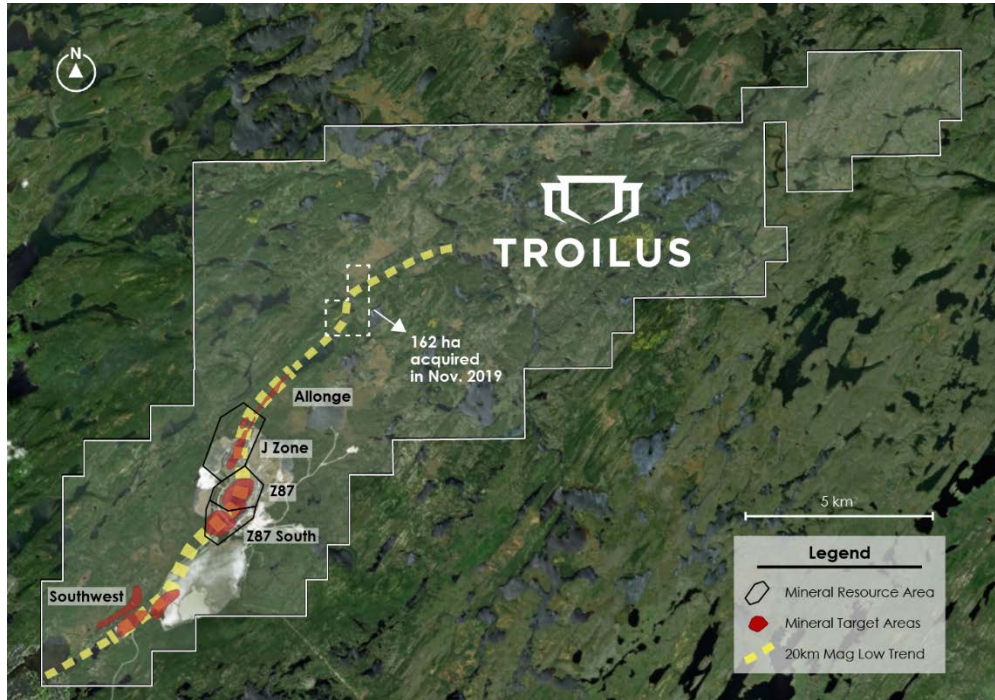 N
TROILUS
162 ha
acquired
in Nov. 2019
Allonge
J Zone
Z87
Z87 South
Southwest
5 km
Legend
Mineral Resource Area
Mineral Target Areas
20km Mag Low Trend